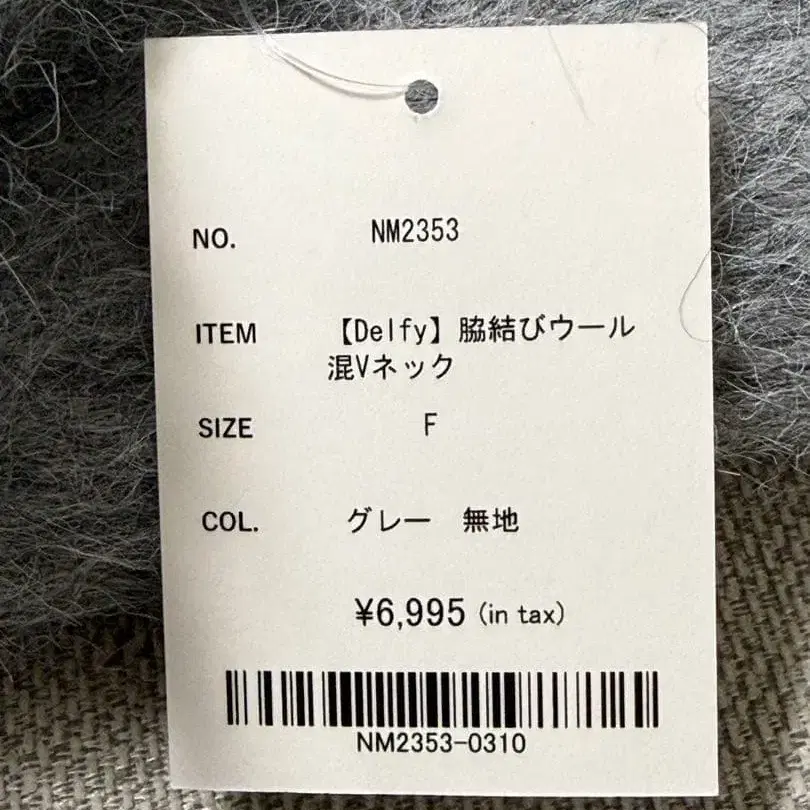 NO. NM2353
ITEM 【Delfy】脇結びウール
混Vネック
SIZE F
COL. グレー 無地
¥6,995 (in tax)
NM2353-0310